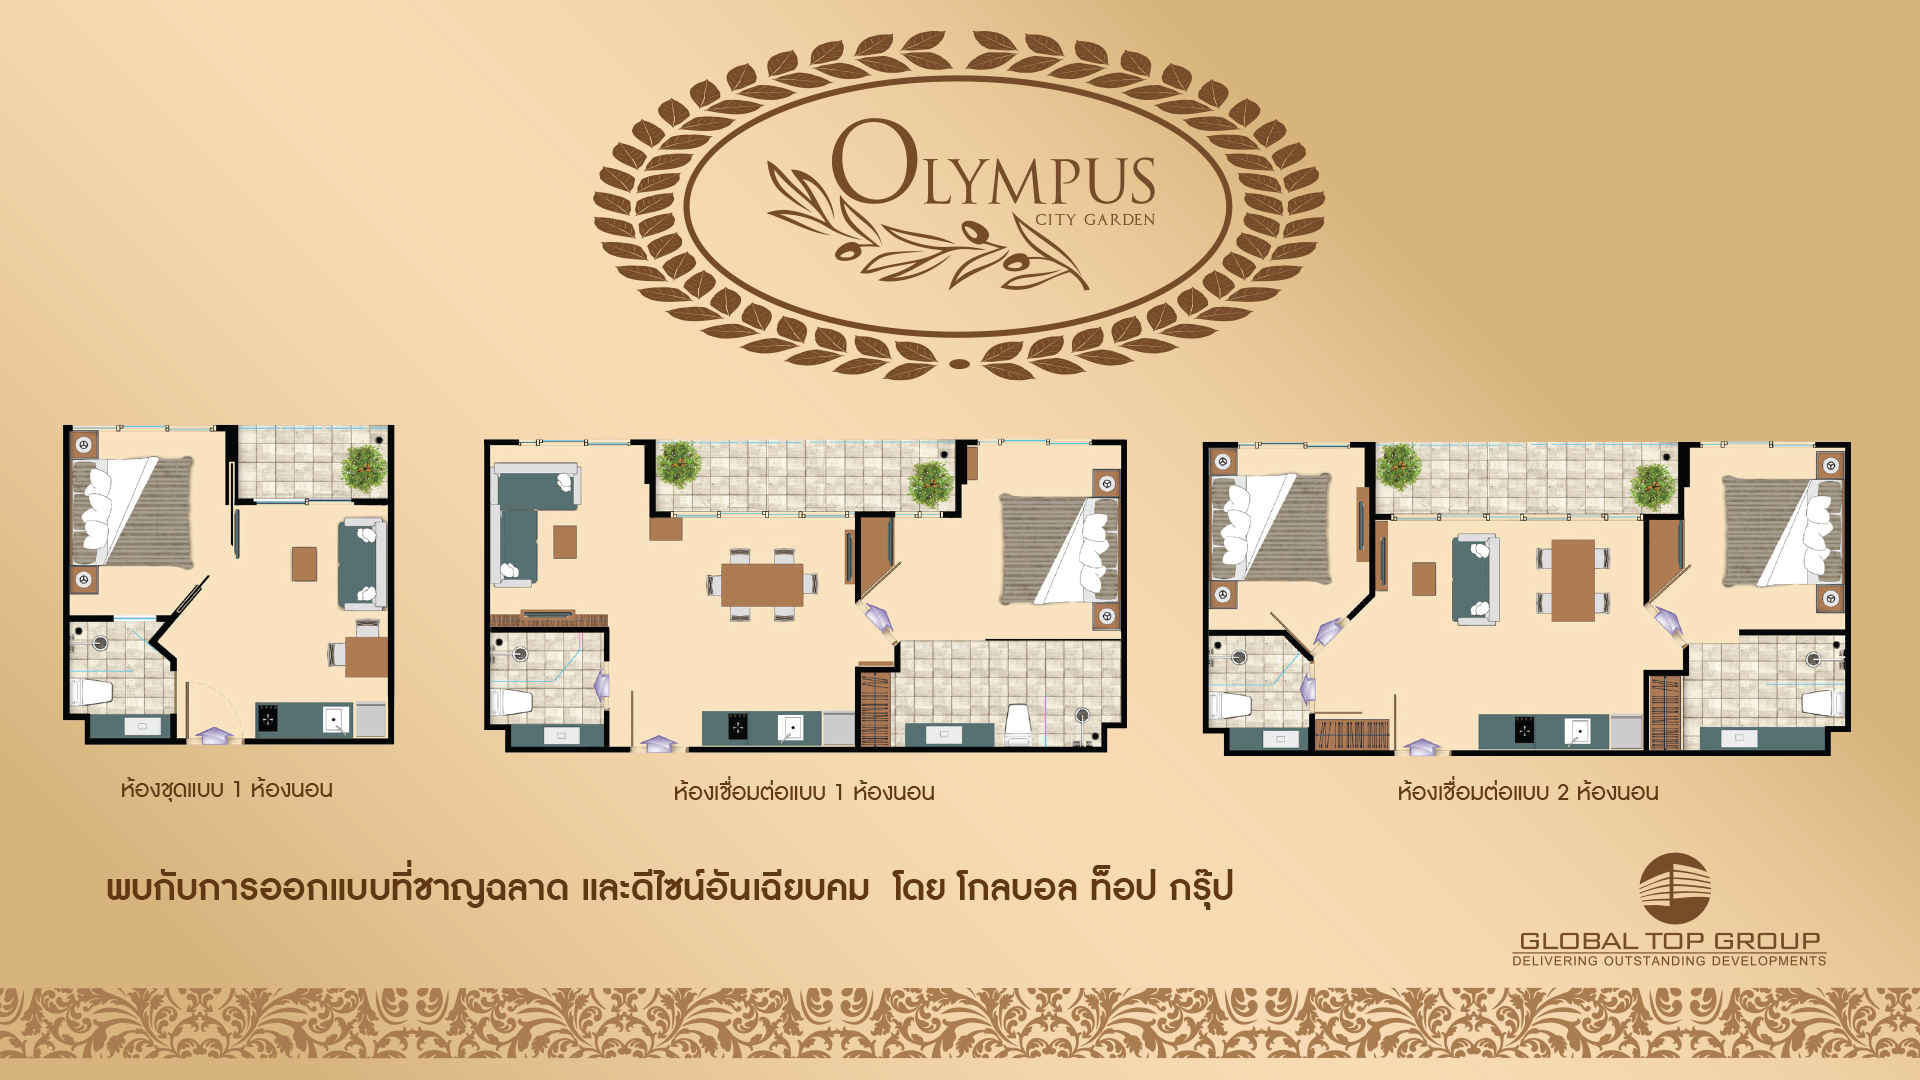 OLYMPUS
CITY GARDEN
ห้องชุดแบบ 1 ห้องนอน
ห้องเชื่อมต่อแบบ 1 ห้องนอน
ห้องเชื่อมต่อแบบ 2 ห้องนอน
พบกับการออกแบบที่ชาญฉลาด และดีไซน์อันเฉียบคม โดย โกลบอล ท็อป กรุ๊ป
GLOBAL TOP GROUP
DELIVERING OUTSTANDING DEVELOPMENTS